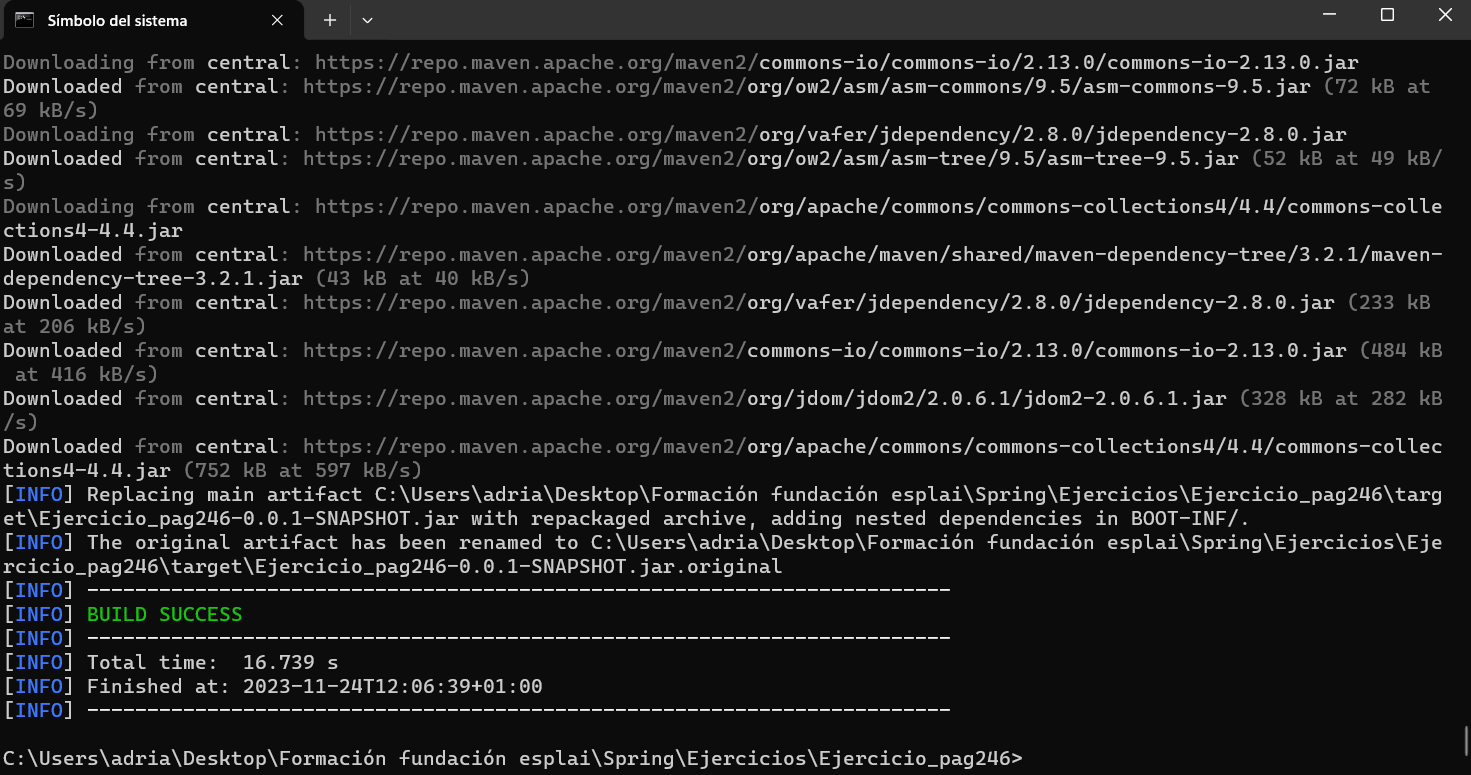 Símbolo del sistema
Downloading from central: https://repo.maven.apache.org/maven2/commons-io/commons-io/2.13.0/commons-io-2.13.0.jar
Downloaded from central: https://repo.maven.apache.org/maven2/org/ow2/asm/asm-commons/9.5/asm-commons-9.5.jar (72 kB at
69 kB/s)
Downloading from central: https://repo.maven.apache.org/maven2/org/vafer/jdependency/2.8.0/jdependency-2.8.0.jar
Downloaded from central: https://repo.maven.apache.org/maven2/org/ow2/asm/asm-tree/9.5/asm-tree-9.5.jar (52 kB at 49 kB/
s)
Downloading from central: https://repo.maven.apache.org/maven2/org/apache/commons/commons-collections4/4.4/commons-colle
ctions4-4.4.jar
Downloaded from central: https://repo.maven.apache.org/maven2/org/apache/maven/shared/maven-dependency-tree/3.2.1/maven-
dependency-tree-3.2.1.jar (43 kB at 40 kB/s)
Downloaded from central: https://repo.maven.apache.org/maven2/org/vafer/jdependency/2.8.0/jdependency-2.8.0.jar (233 kB
at 206 kB/s)
Downloaded from central: https://repo.maven.apache.org/maven2/commons-io/commons-io/2.13.0/commons-io-2.13.0.jar (484 kB
 at 416 kB/s)
Downloaded from central: https://repo.maven.apache.org/maven2/org/jdom/jdom2/2.0.6.1/jdom2-2.0.6.1.jar (328 kB at 282 kB
/s)
Downloaded from central: https://repo.maven.apache.org/maven2/org/apache/commons/commons-collections4/4.4/commons-collec
tions4-4.4.jar (752 kB at 597 kB/s)
[INFO] Replacing main artifact C:\Users\adria\Desktop\Formación fundación esplai\Spring\Ejercicios\Ejercicio_pag246\targ
et\Ejercicio_pag246-0.0.1-SNAPSHOT.jar with repackaged archive, adding nested dependencies in BOOT-INF/.
[INFO] The original artifact has been renamed to C:\Users\adria\Desktop\Formación fundación esplai\Spring\Ejercicios\Eje
rcicio_pag246\target\Ejercicio_pag246-0.0.1-SNAPSHOT.jar.original
[INFO] ------------------------------------------------------------------------
[INFO] BUILD SUCCESS
[INFO] ------------------------------------------------------------------------
[INFO] Total time:  16.739 s
[INFO] Finished at: 2023-11-24T12:06:39+01:00
[INFO] ------------------------------------------------------------------------
C:\Users\adria\Desktop\Formación fundación esplai\Spring\Ejercicios\Ejercicio_pag246>